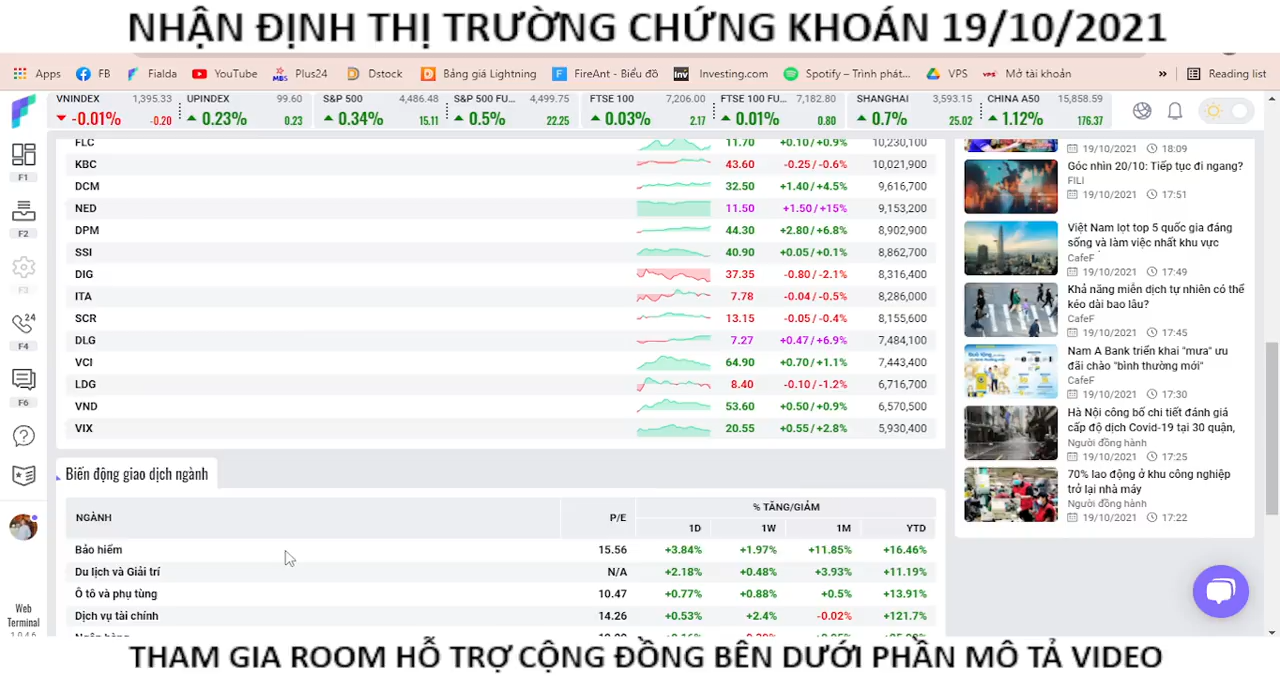 NHẬN ĐỊNH THỊ TRƯỜNG CHỨNG KHOÁN 19/10/2021
Apps FB Fialda YouTube MBS Plus24 Dstock Bảng giá Lightning FireAnt - Biểu đồ Inv Investing.com Spotify – Trình phát... VPS VPS Mở tài khoản » Reading list
VNINDEX 1,395.33 UPINDEX 99.60 S&P 500 4,486.48 S&P 500 FU... 4,499.75 FTSE 100 7,206.00 FTSE 100 FU... 7,182.80 SHANGHAI 3,593.15 CHINA A50 15,858.59
-0.01% -0.20 0.23% 0.23 0.34% 15.11 0.5% 22.25 0.03% 2.17 0.01% 0.80 0.7% 25.02 1.12% 176.37
F1
F2
F3
24
F4
F6
Web
Terminal
1.0.4.6
FLC 11.70 +0.10 / +0.9% 10,230,100
KBC 43.60 -0.25 / -0.6% 10,021,900
DCM 32.50 +1.40 / +4.5% 9,616,700
NED 11.50 +1.50 / +15% 9,153,200
DPM 44.30 +2.80 / +6.8% 8,902,900
SSI 40.90 +0.05 / +0.1% 8,862,700
DIG 37.35 -0.80 / -2.1% 8,316,400
ITA 7.78 -0.04 / -0.5% 8,286,000
SCR 13.15 -0.05 / -0.4% 8,155,600
DLG 7.27 +0.47 / +6.9% 7,484,100
VCI 64.90 +0.70 / +1.1% 7,443,400
LDG 8.40 -0.10 / -1.2% 6,716,700
VND 53.60 +0.50 / +0.9% 6,570,500
VIX 20.55 +0.55 / +2.8% 5,930,400
Biến động giao dịch ngành
NGÀNH P/E % TĂNG/GIẢM
1D 1W 1M YTD
Bảo hiểm 15.56 +3.84% +1.97% +11.85% +16.46%
Du lịch và Giải trí N/A +2.18% +0.48% +3.93% +11.19%
Ô tô và phụ tùng 10.47 +0.77% +0.88% +0.5% +13.91%
Dịch vụ tài chính 14.26 +0.53% +2.4% -0.02% +121.7%
19/10/2021 18:09
Góc nhìn 20/10: Tiếp tục đi ngang?
FILI
19/10/2021 17:51
Việt Nam lọt top 5 quốc gia đáng
sống và làm việc nhất khu vực
CafeF
19/10/2021 17:49
Khả năng miễn dịch tự nhiên có thể
kéo dài bao lâu?
CafeF
19/10/2021 17:45
Nam A Bank triển khai "mưa" ưu
đãi chào "bình thường mới"
CafeF
19/10/2021 17:30
Hà Nội công bố chi tiết đánh giá
cấp độ dịch Covid-19 tại 30 quận,
Người đồng hành
19/10/2021 17:25
70% lao động ở khu công nghiệp
trở lại nhà máy
Người đồng hành
19/10/2021 17:22
THAM GIA ROOM HỖ TRỢ CỘNG ĐỒNG BÊN DƯỚI PHẦN MÔ TẢ VIDEO